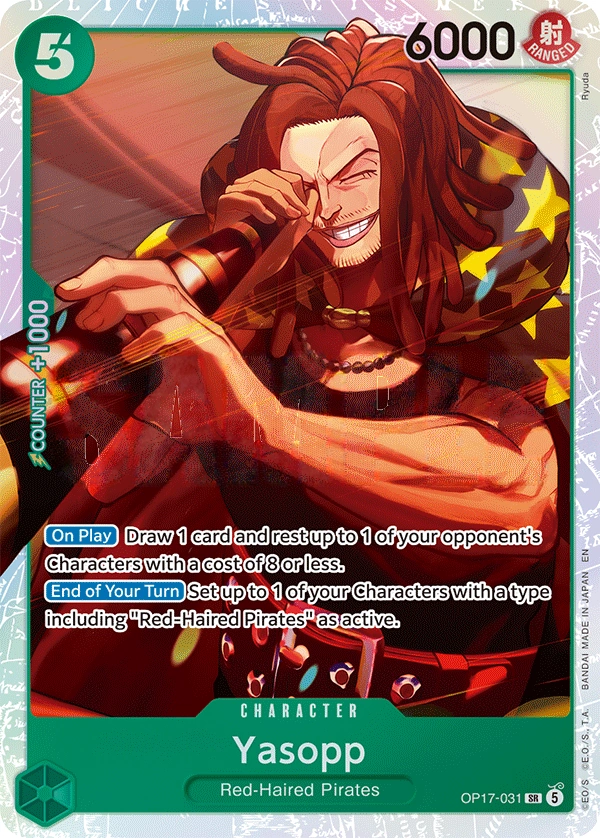 5
6000
射
RANGED
Ryuda
COUNTER +1000
On Play Draw 1 card and rest up to 1 of your opponent's
Characters with a cost of 8 or less.
End of Your Turn Set up to 1 of your Characters with a type
including "Red-Haired Pirates" as active.
CHARACTER
Yasopp
Red-Haired Pirates
OP17-031 SR 5
©E.O/S ©E.O./S., T.A. BANDAI MADE IN JAPAN EN